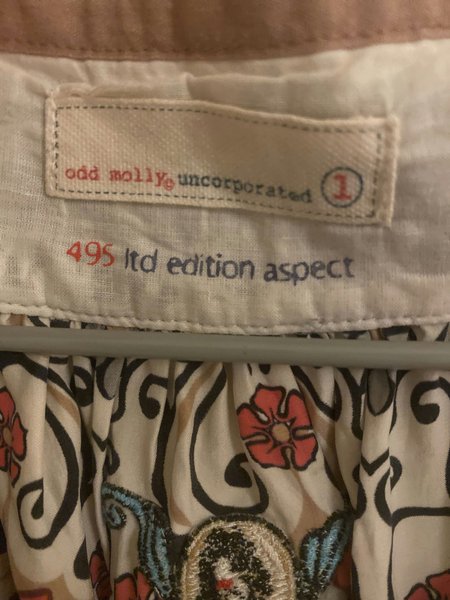 odd molly® uncorporated 1
495 ltd edition aspect